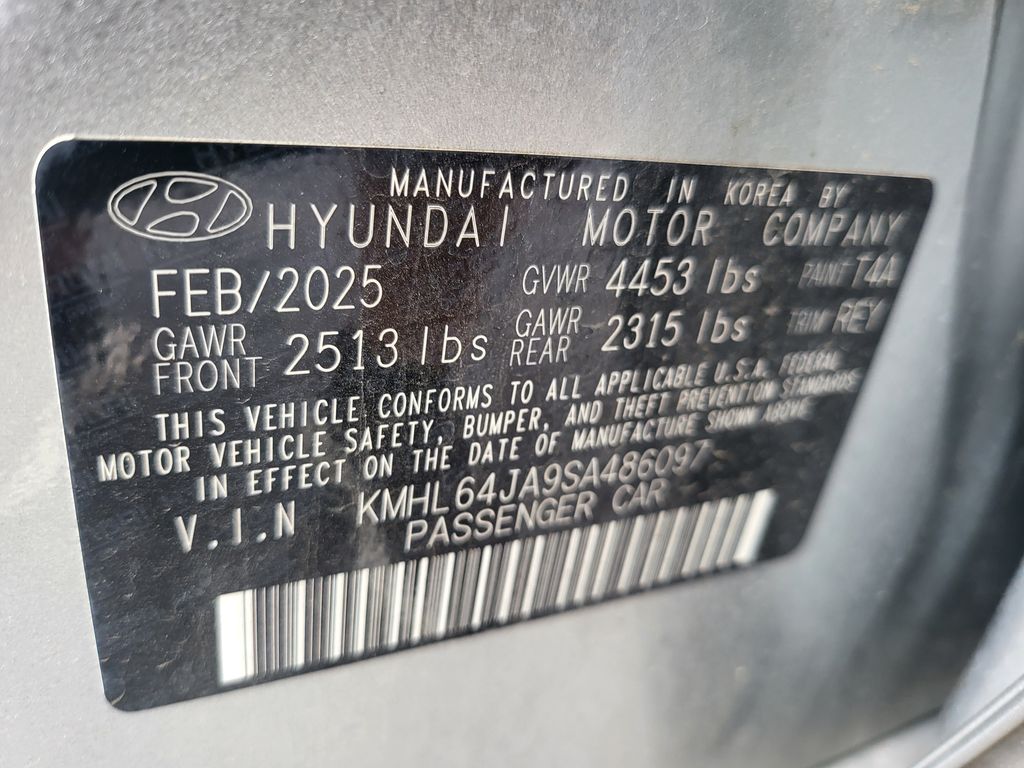 MANUFACTURED IN KOREA BY
HYUNDAI MOTOR COMPANY
FEB/2025 GVWR 4453 lbs PAINT T4A
GAWR FRONT 2513 lbs GAWR REAR 2315 lbs TRIM REY
THIS VEHICLE CONFORMS TO ALL APPLICABLE U.S.A. FEDERAL
MOTOR VEHICLE SAFETY, BUMPER, AND THEFT PREVENTION STANDARDS
IN EFFECT ON THE DATE OF MANUFACTURE SHOWN ABOVE
V.I.N KMHL64JA9SA486097
PASSENGER CAR